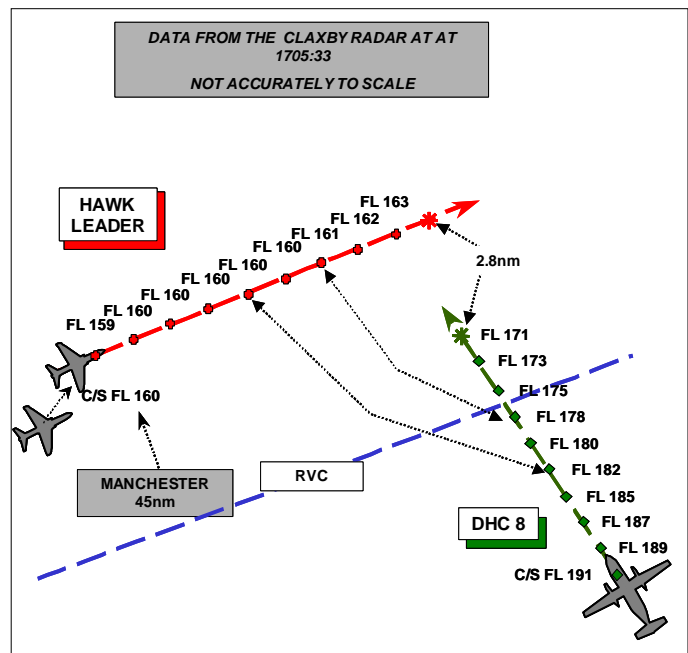 DATA FROM THE CLAXBY RADAR AT AT
1705:33
NOT ACCURATELY TO SCALE
HAWK
LEADER
FL 163
FL 162
FL 161
FL 160
FL 160
FL 160
FL 160
FL 160
FL 159
C/S FL 160
2.8nm
FL 171
FL 173
FL 175
FL 178
FL 180
FL 182
FL 185
FL 187
FL 189
C/S FL 191
MANCHESTER
45nm
RVC
DHC 8